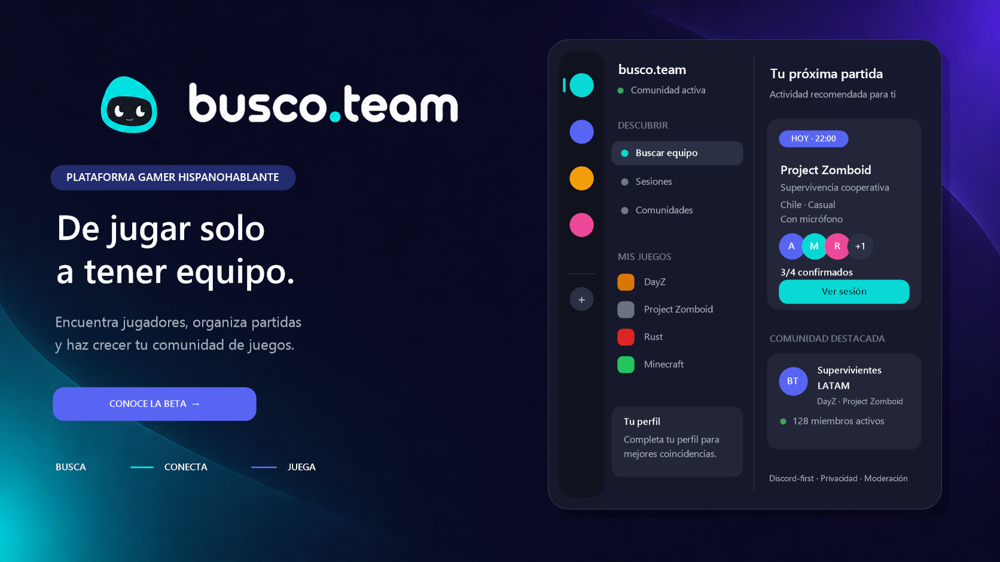 busco.team
PLATAFORMA GAMER HISPANOHABLANTE
De jugar solo
a tener equipo.
Encuentra jugadores, organiza partidas
y haz crecer tu comunidad de juegos.
CONOCE LA BETA →
BUSCA
CONECTA
JUEGA
busco.team
Comunidad activa
DESCUBRIR
Buscar equipo
Sesiones
Comunidades
MIS JUEGOS
DayZ
Project Zomboid
Rust
Minecraft
+
Tu perfil
Completa tu perfil para
mejores coincidencias.
Tu próxima partida
Actividad recomendada para ti
HOY · 22:00
Project Zomboid
Supervivencia cooperativa
Chile · Casual
Con micrófono
A M R +1
3/4 confirmados
Ver sesión
COMUNIDAD DESTACADA
BT
Supervivientes
LATAM
DayZ · Project Zomboid
128 miembros activos
Discord-first · Privacidad · Moderación